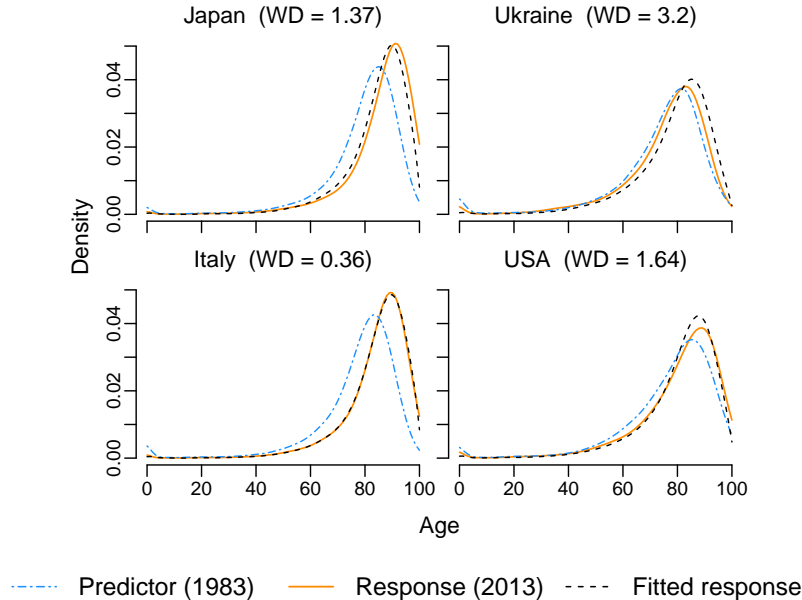 Japan (WD = 1.37)
Ukraine (WD = 3.2)
0.00 0.02 0.04
Density
Italy (WD = 0.36)
USA (WD = 1.64)
0.00 0.02 0.04
0 20 40 60 80 100
0 20 40 60 80 100
Age
Predictor (1983) Response (2013) Fitted response